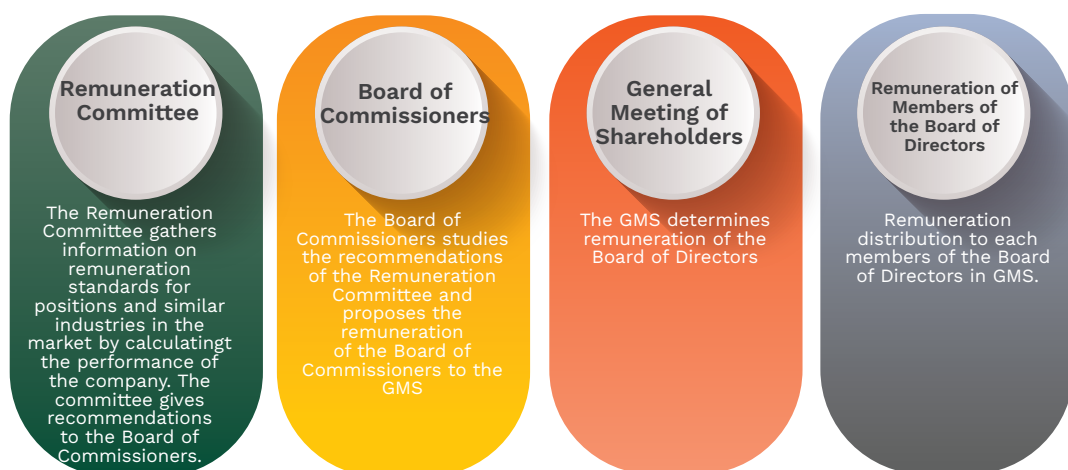 Remuneration
Committee
The Remuneration
Committee gathers
information on
remuneration
standards for
positions and similar
industries in the
market by calculatingt
the performance of
the company. The
committee gives
recommendations
to the Board of
Commissioners.
Board of
Commissioners
The Board of
Commissioners studies
the recommendations
of the Remuneration
Committee and
proposes the
remuneration
of the Board of
Commissioners to the
GMS
General
Meeting of
Shareholders
The GMS determines
remuneration of the
Board of Directors
Remuneration of
Members of
the Board of
Directors
Remuneration
distribution to each
members of the Board
of Directors in GMS.